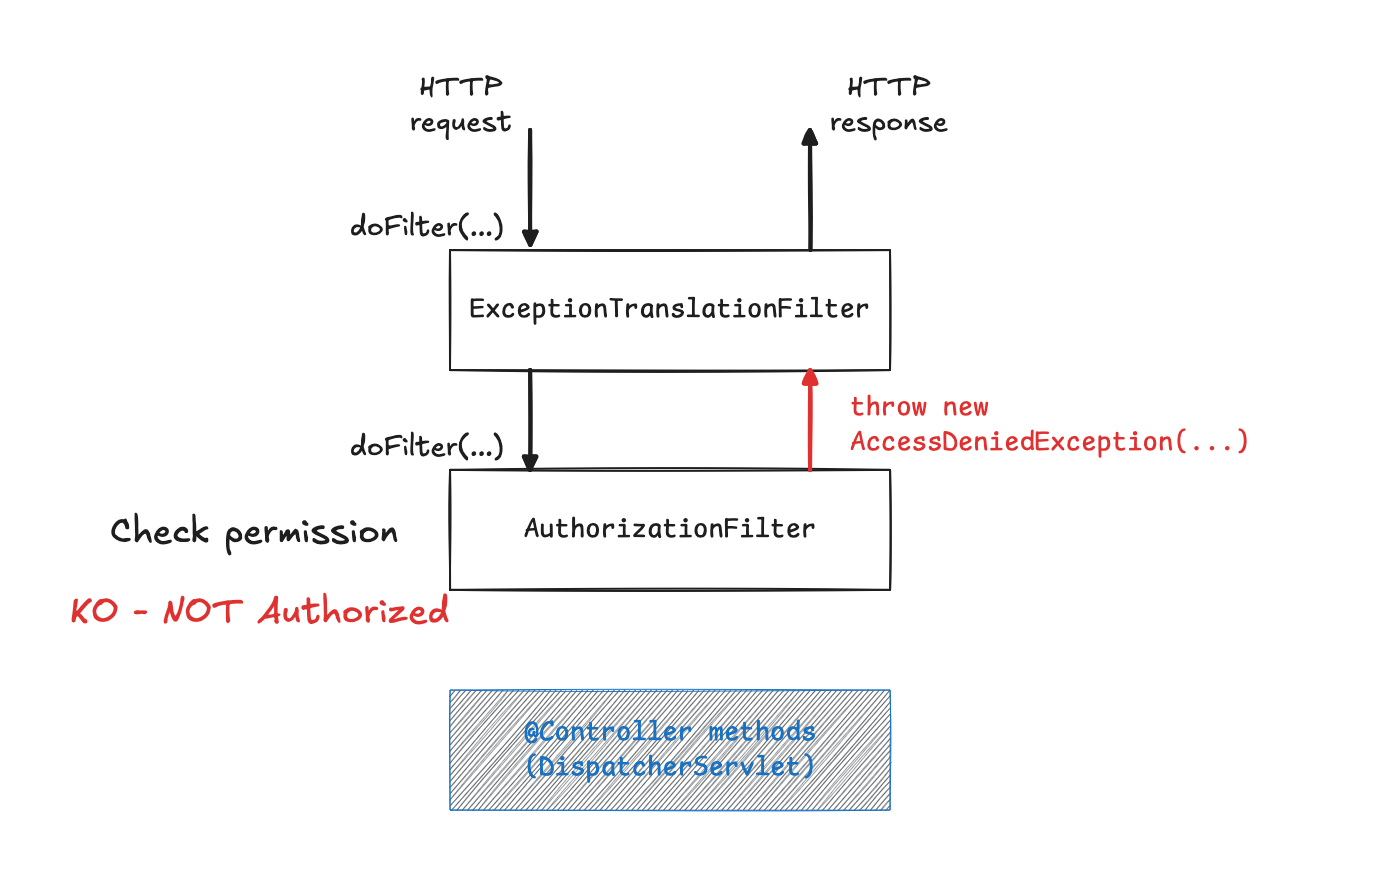 HTTP
request
HTTP
response
doFilter(...)
ExceptionTranslationFilter
doFilter(...)
throw new
AccessDeniedException(...)
Check permission
AuthorizationFilter
KO - NOT Authorized
@Controller methods
(DispatcherServlet)